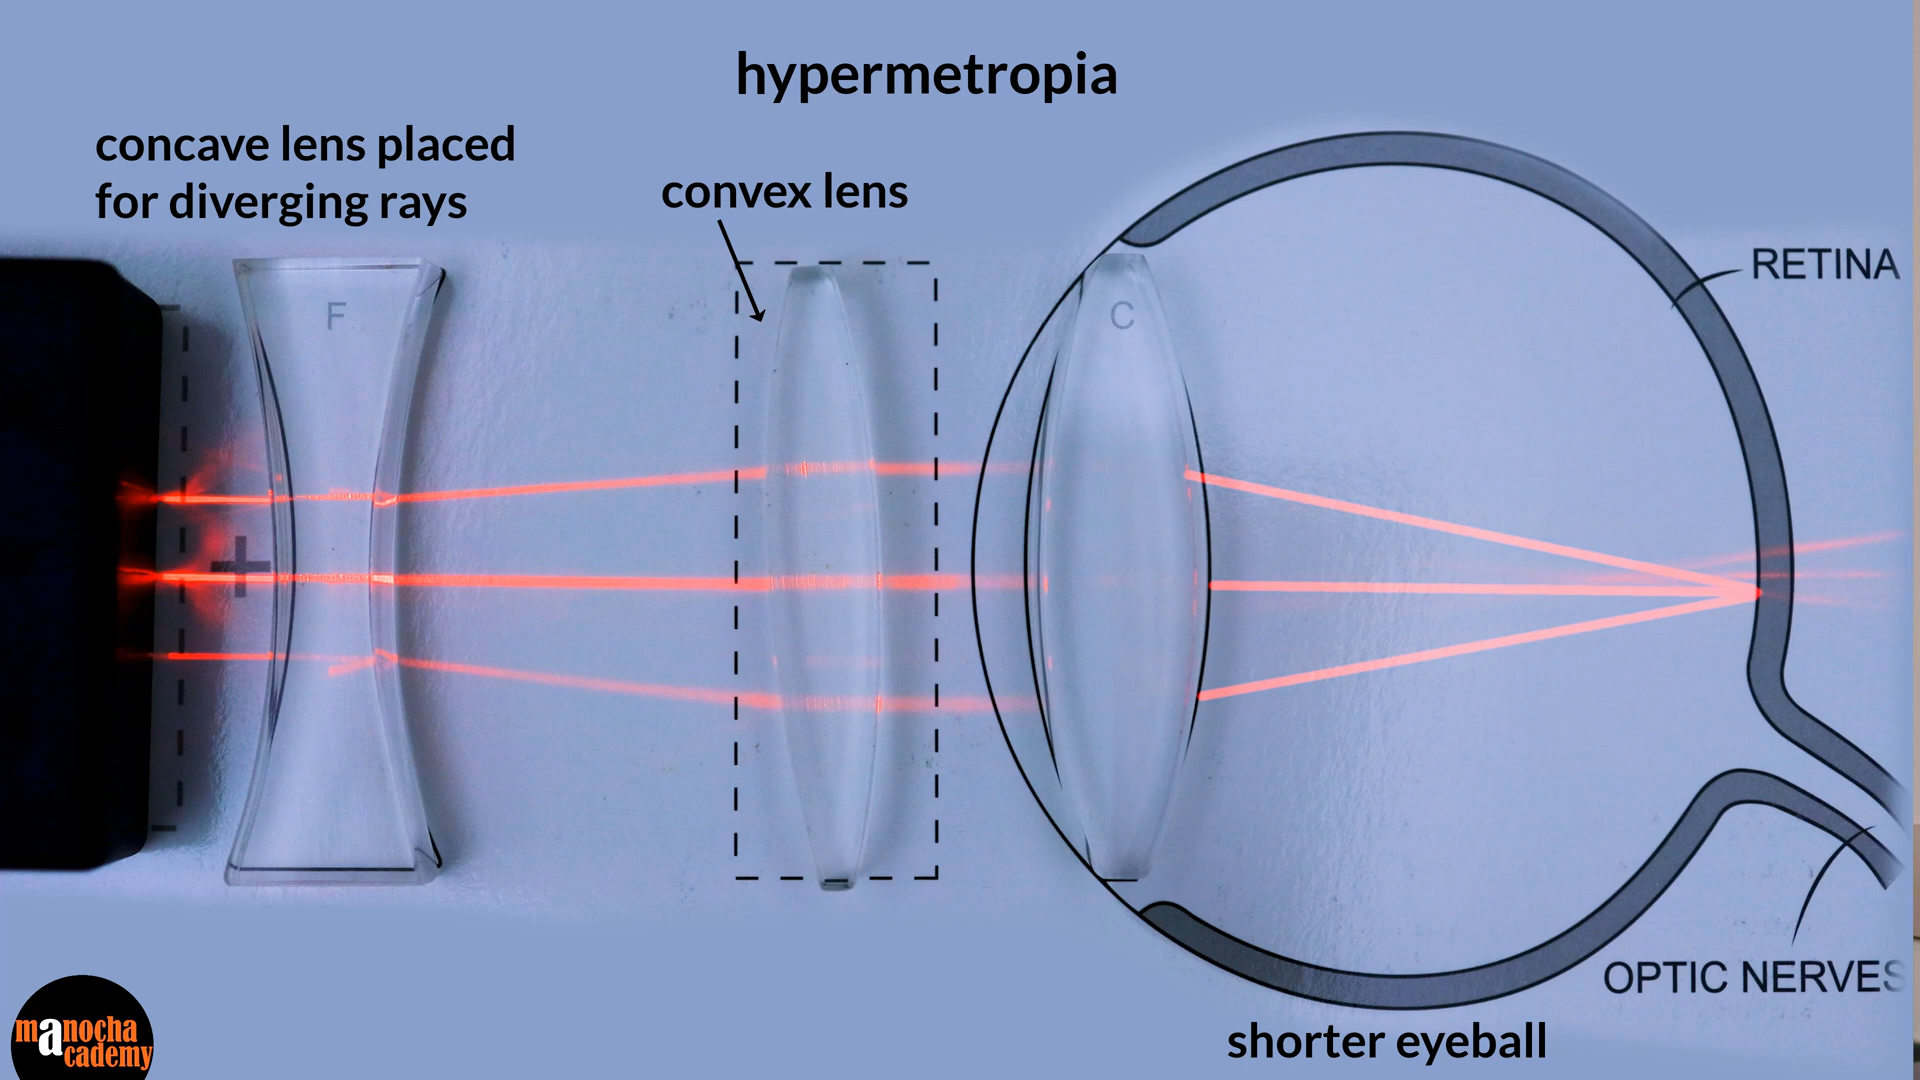 hypermetropia
concave lens placed
for diverging rays
convex lens
RETINA
F
C
+
OPTIC NERVES
shorter eyeball
manocha
academy